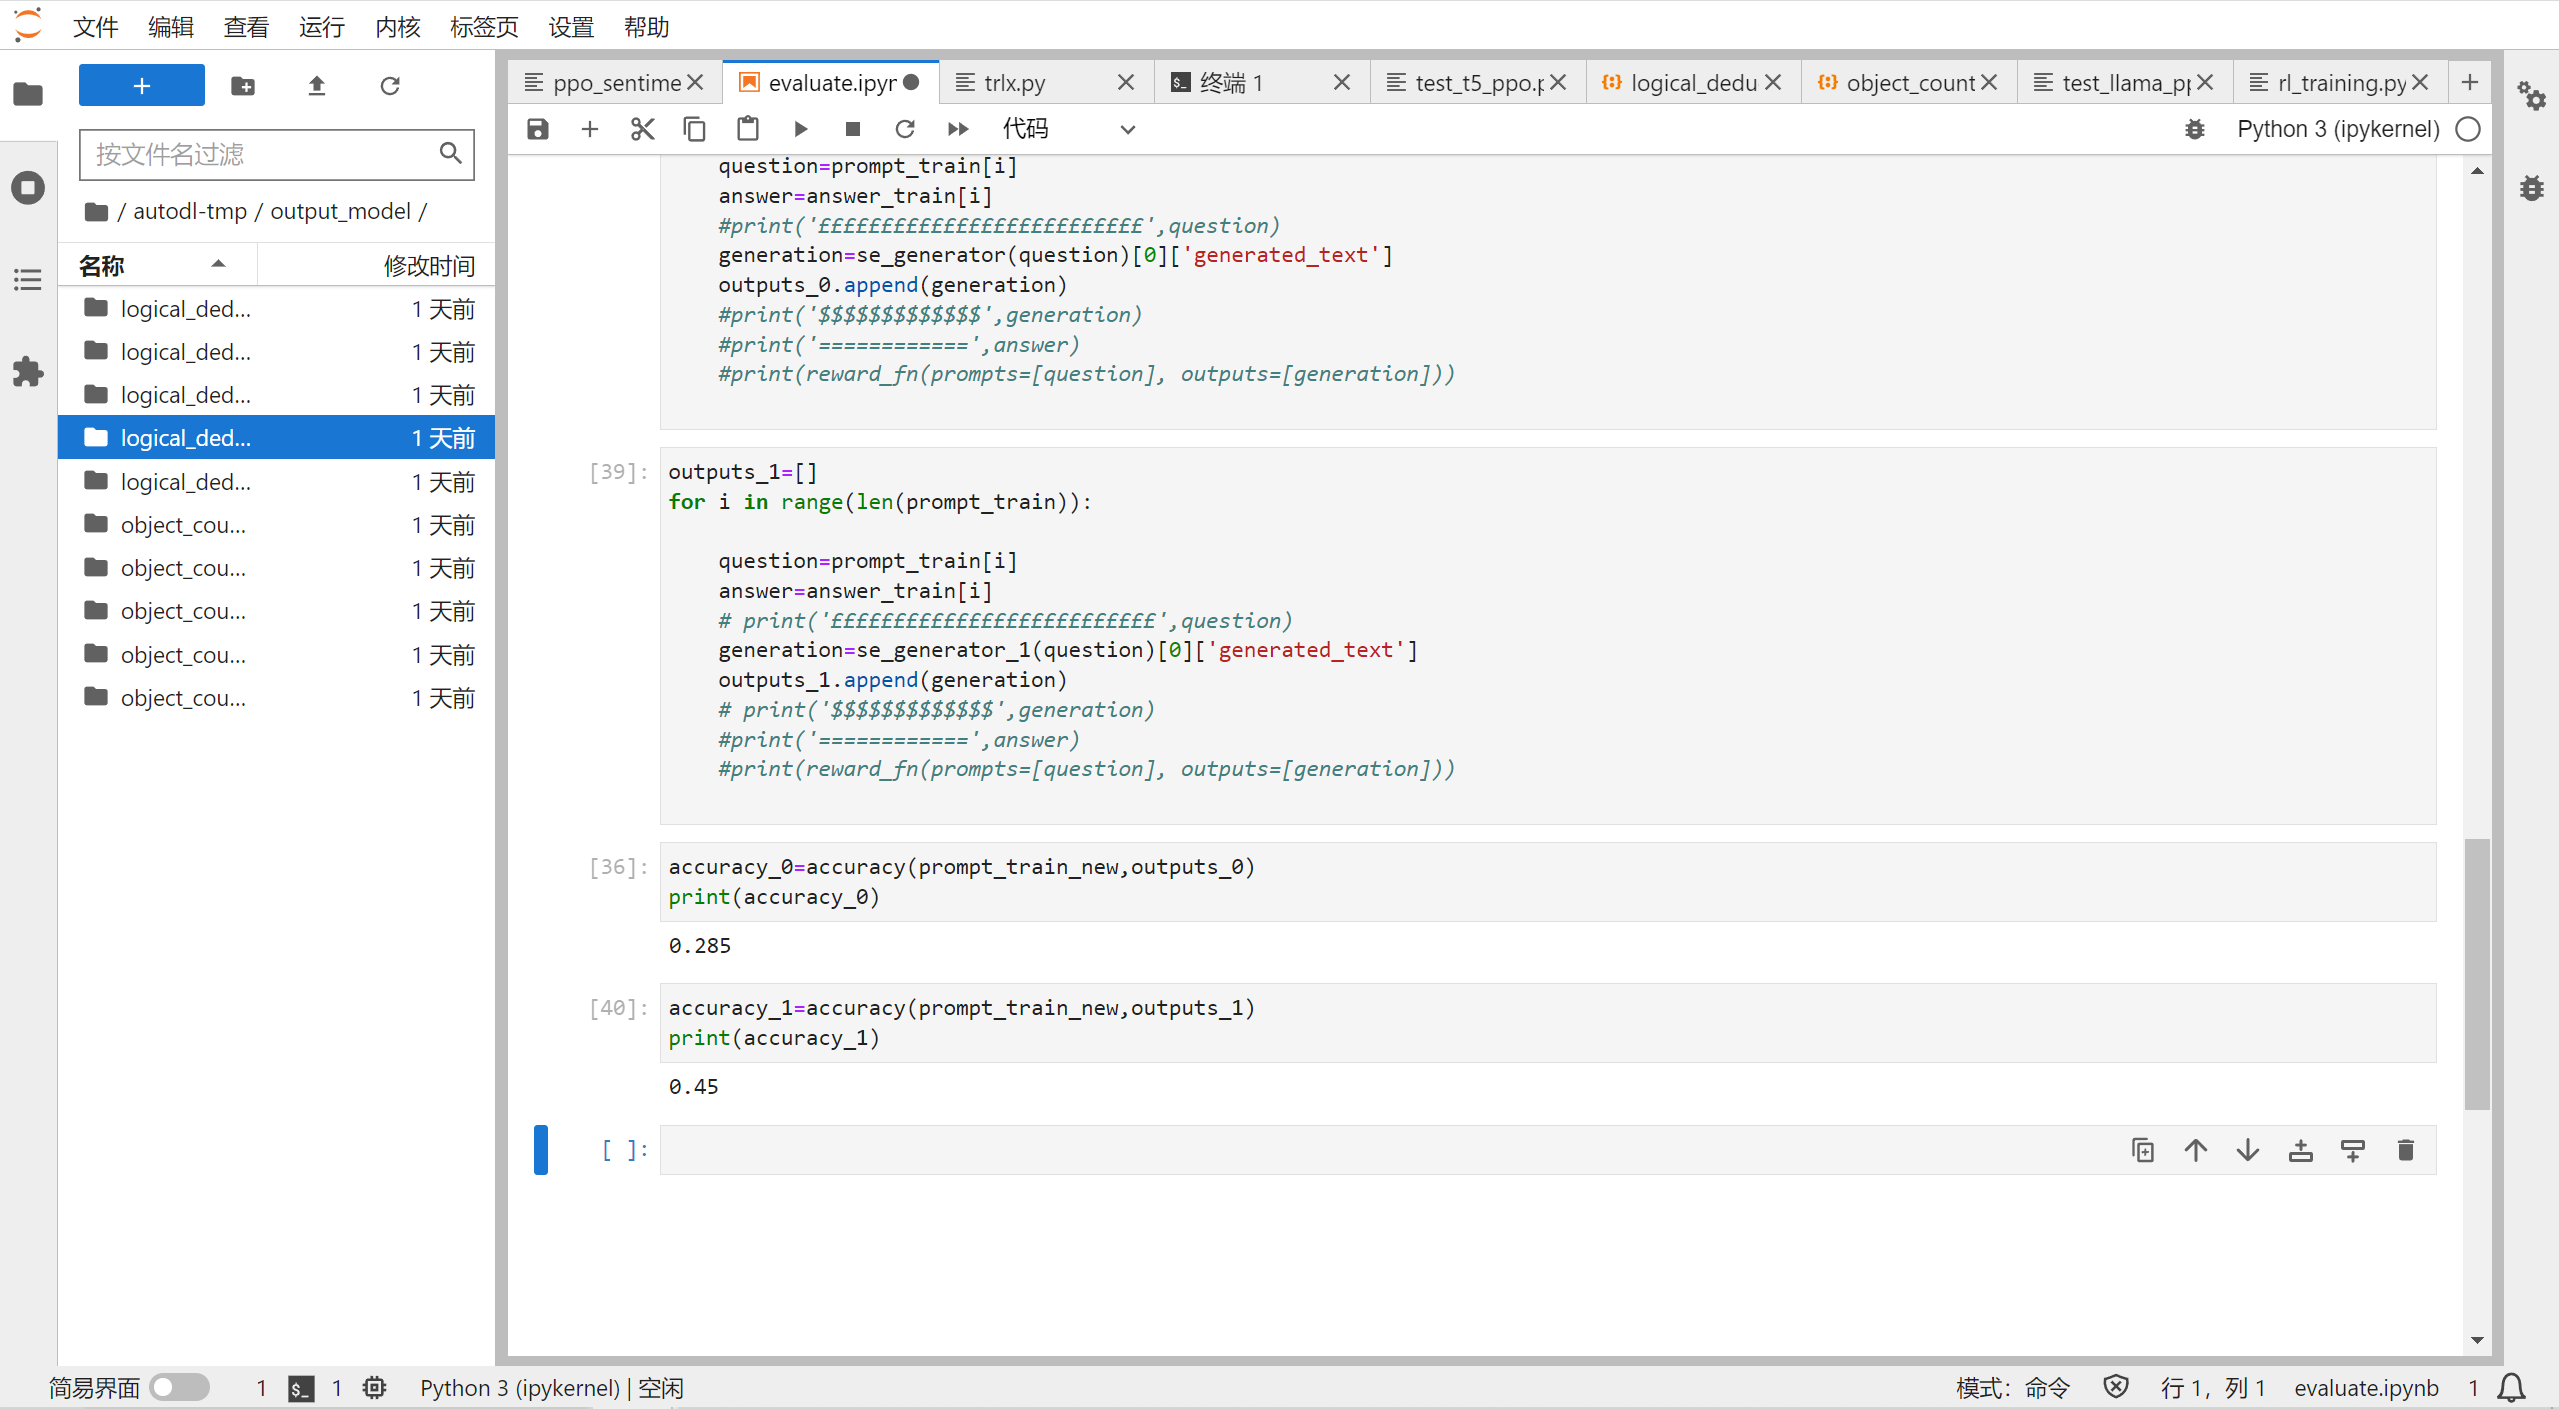 文件 编辑 查看 运行 内核 标签页 设置 帮助
ppo_sentime evaluate.ipyr trlx.py 终端 1 test_t5_ppo.p logical_dedu object_count test_llama_pp rl_training.py
代码 Python 3 (ipykernel)
按文件名过滤
/ autodl-tmp / output_model /
名称 修改时间
logical_ded... 1 天前
logical_ded... 1 天前
logical_ded... 1 天前
logical_ded... 1 天前
logical_ded... 1 天前
object_cou... 1 天前
object_cou... 1 天前
object_cou... 1 天前
object_cou... 1 天前
object_cou... 1 天前
question=prompt_train[i]
answer=answer_train[i]
#print('££££££££££££££££££££££££££',question)
generation=se_generator(question)[0]['generated_text']
outputs_0.append(generation)
#print('$$$$$$$$$$$$$',generation)
#print('============',answer)
#print(reward_fn(prompts=[question], outputs=[generation]))
[39]: outputs_1=[]
for i in range(len(prompt_train)):
question=prompt_train[i]
answer=answer_train[i]
# print('££££££££££££££££££££££££££',question)
generation=se_generator_1(question)[0]['generated_text']
outputs_1.append(generation)
# print('$$$$$$$$$$$$$',generation)
#print('============',answer)
#print(reward_fn(prompts=[question], outputs=[generation]))
[36]: accuracy_0=accuracy(prompt_train_new,outputs_0)
print(accuracy_0)
0.285
[40]: accuracy_1=accuracy(prompt_train_new,outputs_1)
print(accuracy_1)
0.45
[ ]:
简易界面 1 $_ 1 Python 3 (ipykernel) | 空闲 模式：命令 行 1，列 1 evaluate.ipynb 1